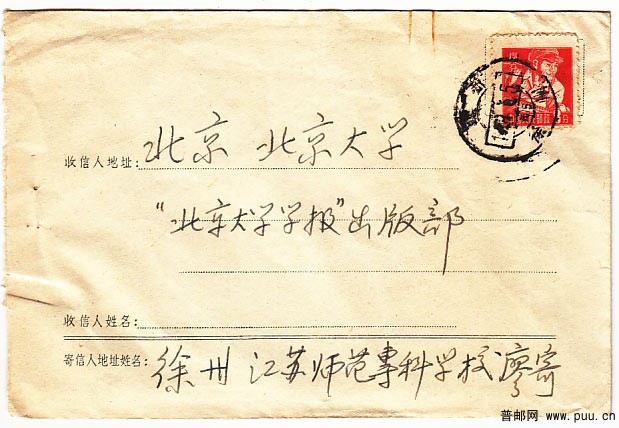 收信人地址: 北京 北京大学
"北京大学学报"出版部
收信人姓名:
寄信人地址姓名: 徐州 江苏师范專科学校 廖寄
普邮网 www.puu.cn